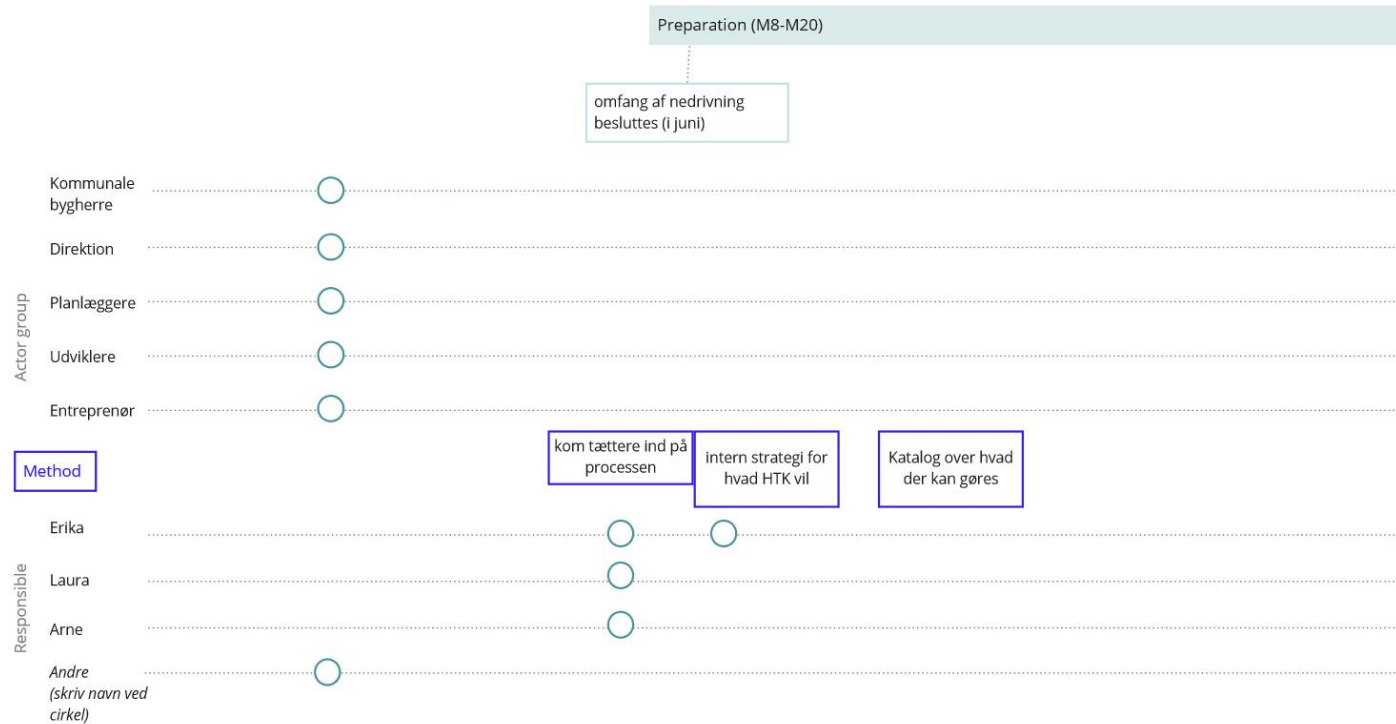 Preparation (M8-M20)
omfang af nedrivning
besluttes (i juni)
Actor group
Kommunale
bygherre
Direktion
Planlæggere
Udviklere
Entreprenør
Method
kom tættere ind på
processen
intern strategi for
hvad HTK vil
Katalog over hvad
der kan gøres
Responsible
Erika
Laura
Arne
Andre
(skriv navn ved
cirkel)